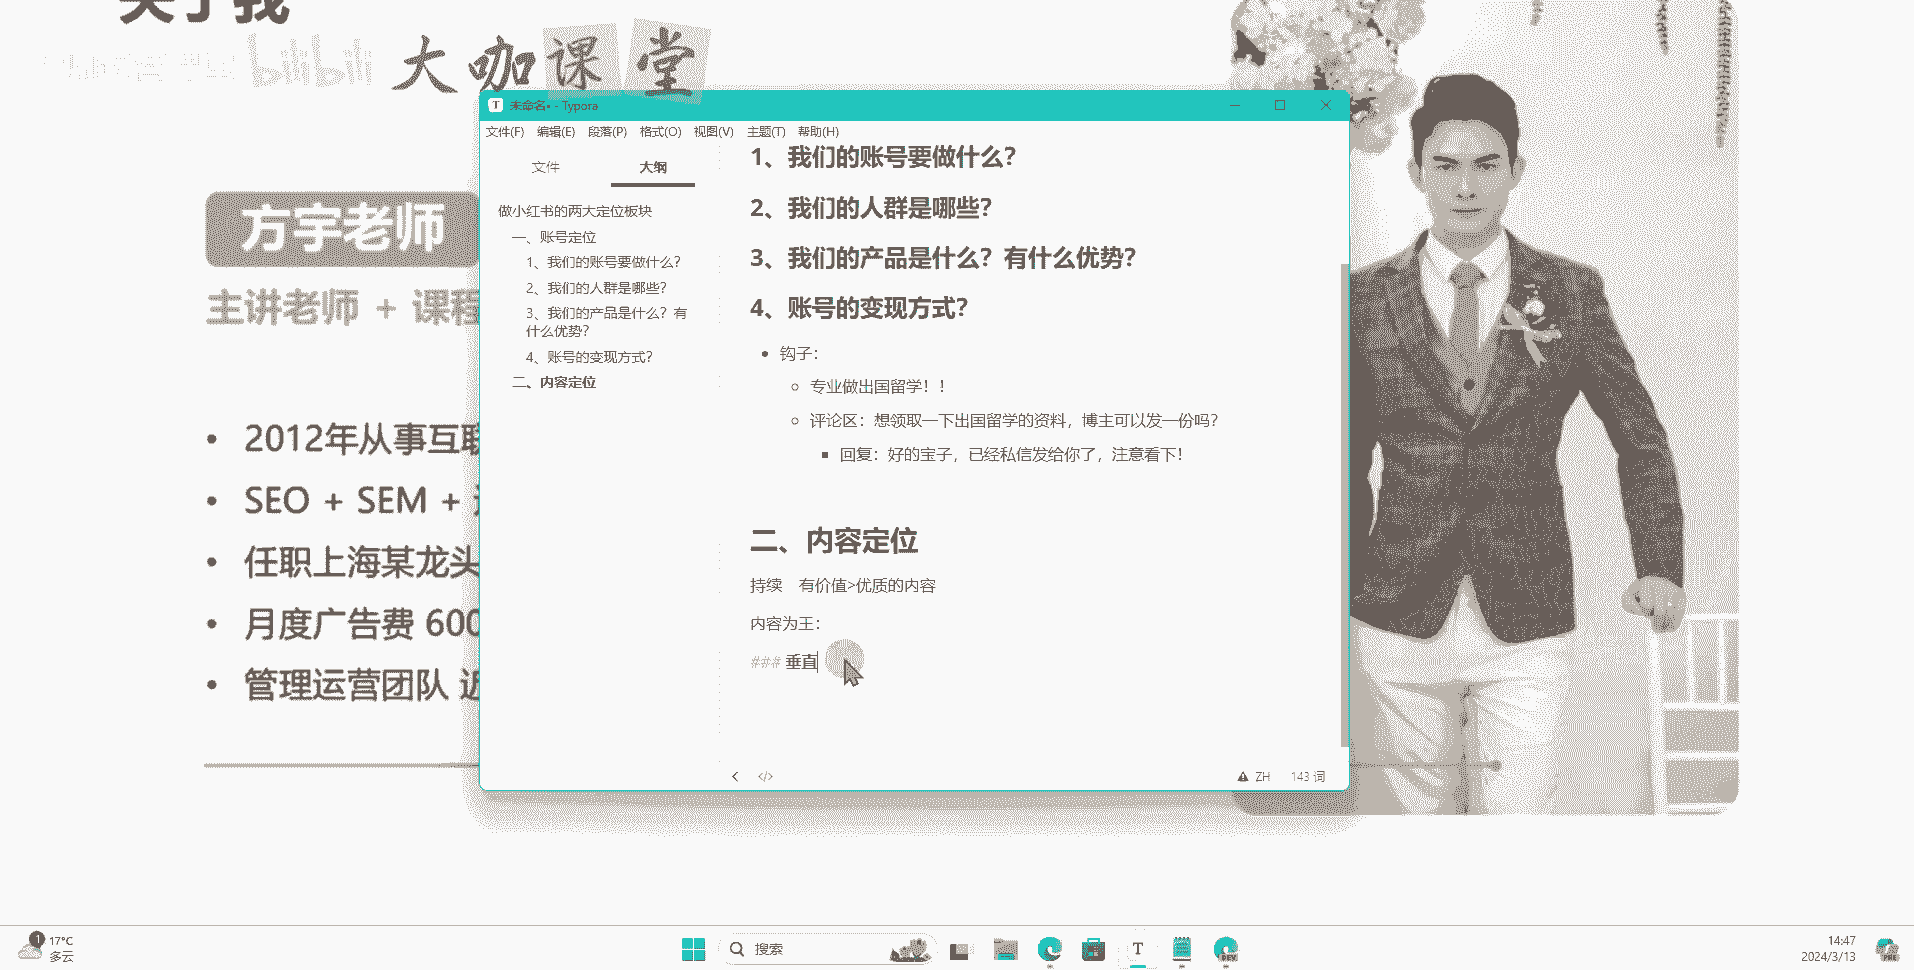 关于我
bilibili 大咖课堂
未命名• - Typora
文件(F) 编辑(E) 段落(P) 格式(O) 视图(V) 主题(T) 帮助(H)
文件 大纲
做小红书的两大定位板块
一、账号定位
1、我们的账号要做什么？
2、我们的人群是哪些？
3、我们的产品是什么？有
什么优势？
4、账号的变现方式？
二、内容定位
1、我们的账号要做什么？
2、我们的人群是哪些？
3、我们的产品是什么？有什么优势？
4、账号的变现方式？
钩子：
专业做出国留学！！
评论区：想领取一下出国留学的资料，博主可以发一份吗？
回复：好的宝子，已经私信发给你了，注意看下！
二、内容定位
持续 有价值>优质的内容
内容为王：
### 垂直
ZH 143 词
方宇老师
主讲老师 + 课程
2012年从事互联
SEO + SEM +
任职上海某龙头
月度广告费 600
管理运营团队 近
1
17°C
多云
搜索
14:47
2024/3/13